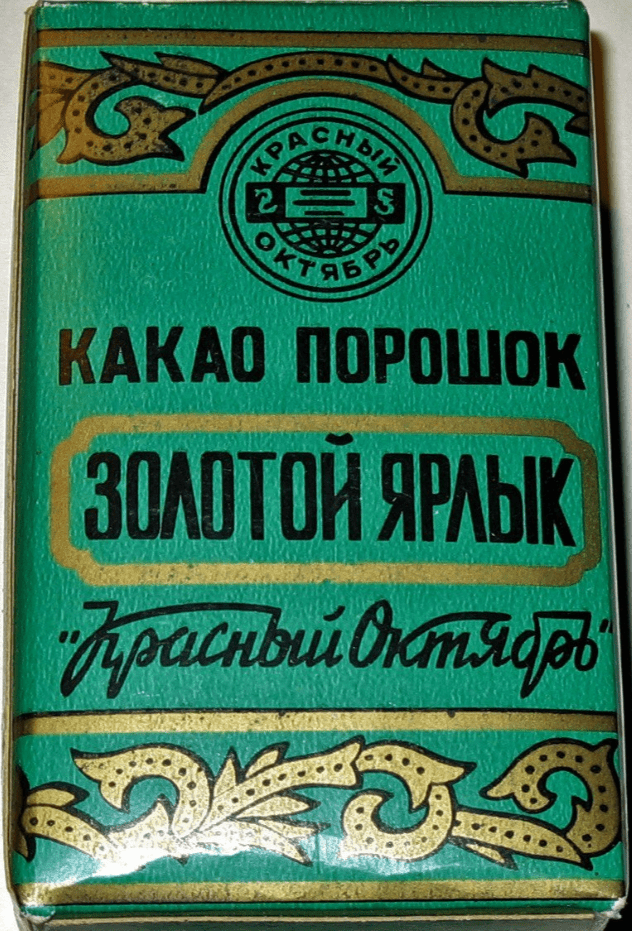 КРАСНЫЙ
ОКТЯБРЬ
КАКАО ПОРОШОК
ЗОЛОТОЙ ЯРЛЫК
"Красный Октябрь"